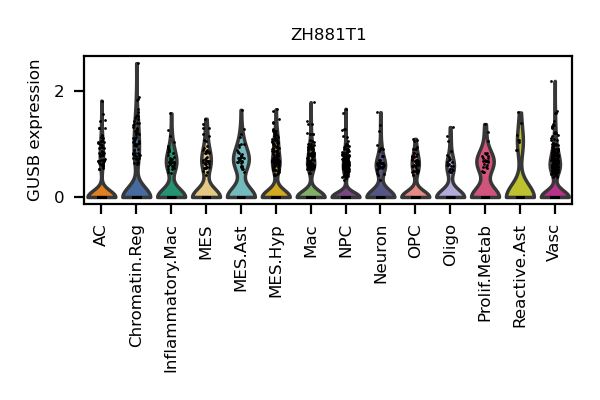 ZH881T1
GUSB expression
2
0
AC
Chromatin.Reg
Inflammatory.Mac
MES
MES.Ast
MES.Hyp
Mac
NPC
Neuron
OPC
Oligo
Prolif.Metab
Reactive.Ast
Vasc